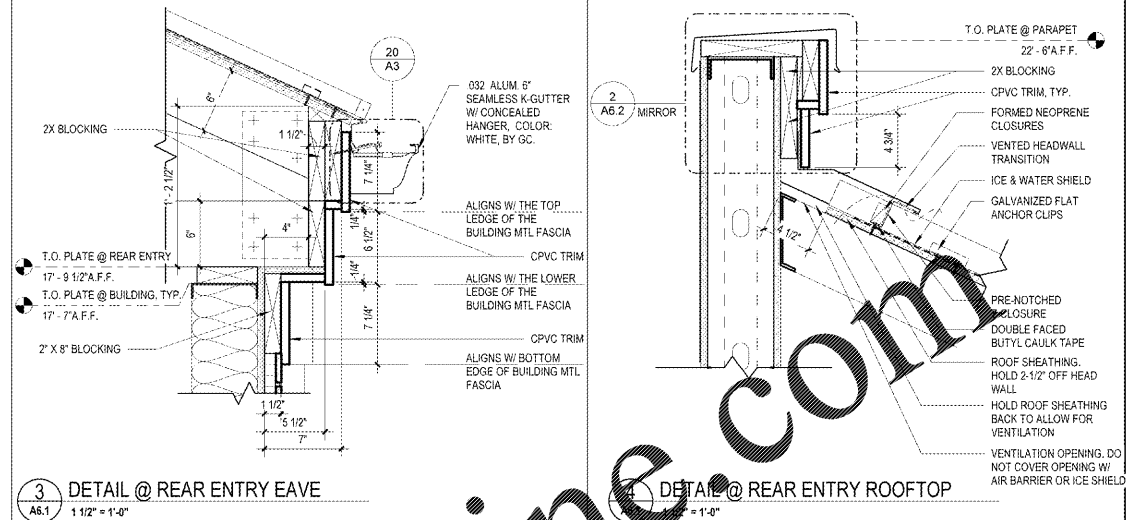 20
A3
.032 ALUM. 6"
SEAMLESS K-GUTTER
W/ CONCEALED
HANGER, COLOR:
WHITE, BY GC.
6"
2X BLOCKING
1 1/2"
7 1/4"
1' - 2 1/2"
ALIGNS W/ THE TOP
LEDGE OF THE
BUILDING MTL FASCIA
1/4"
6 1/2"
4"
6"
CPVC TRIM
T.O. PLATE @ REAR ENTRY
17' - 9 1/2"A.F.F.
1/4"
ALIGNS W/ THE LOWER
LEDGE OF THE
BUILDING MTL FASCIA
T.O. PLATE @ BUILDING, TYP.
17' - 7"A.F.F.
7 1/4"
CPVC TRIM
2" X 8" BLOCKING
ALIGNS W/ BOTTOM
EDGE OF BUILDING MTL
FASCIA
1 1/2"
5 1/2"
7"
3
A6.1
DETAIL @ REAR ENTRY EAVE
1 1/2" = 1'-0"
T.O. PLATE @ PARAPET
22' - 6"A.F.F.
2
A6.2
MIRROR
2X BLOCKING
CPVC TRIM, TYP.
FORMED NEOPRENE
CLOSURES
4 3/4"
VENTED HEADWALL
TRANSITION
ICE & WATER SHIELD
GALVANIZED FLAT
ANCHOR CLIPS
4 1/2"
PRE-NOTCHED
DOUBLE FACED
BUTYL CAULK TAPE
ROOF SHEATHING.
HOLD 2-1/2" OFF HEAD
WALL
HOLD ROOF SHEATHING
BACK TO ALLOW FOR
VENTILATION
VENTILATION OPENING. DO
NOT COVER OPENING W/
AIR BARRIER OR ICE SHIELD
DETAIL @ REAR ENTRY ROOFTOP
= 1'-0"
ine.com